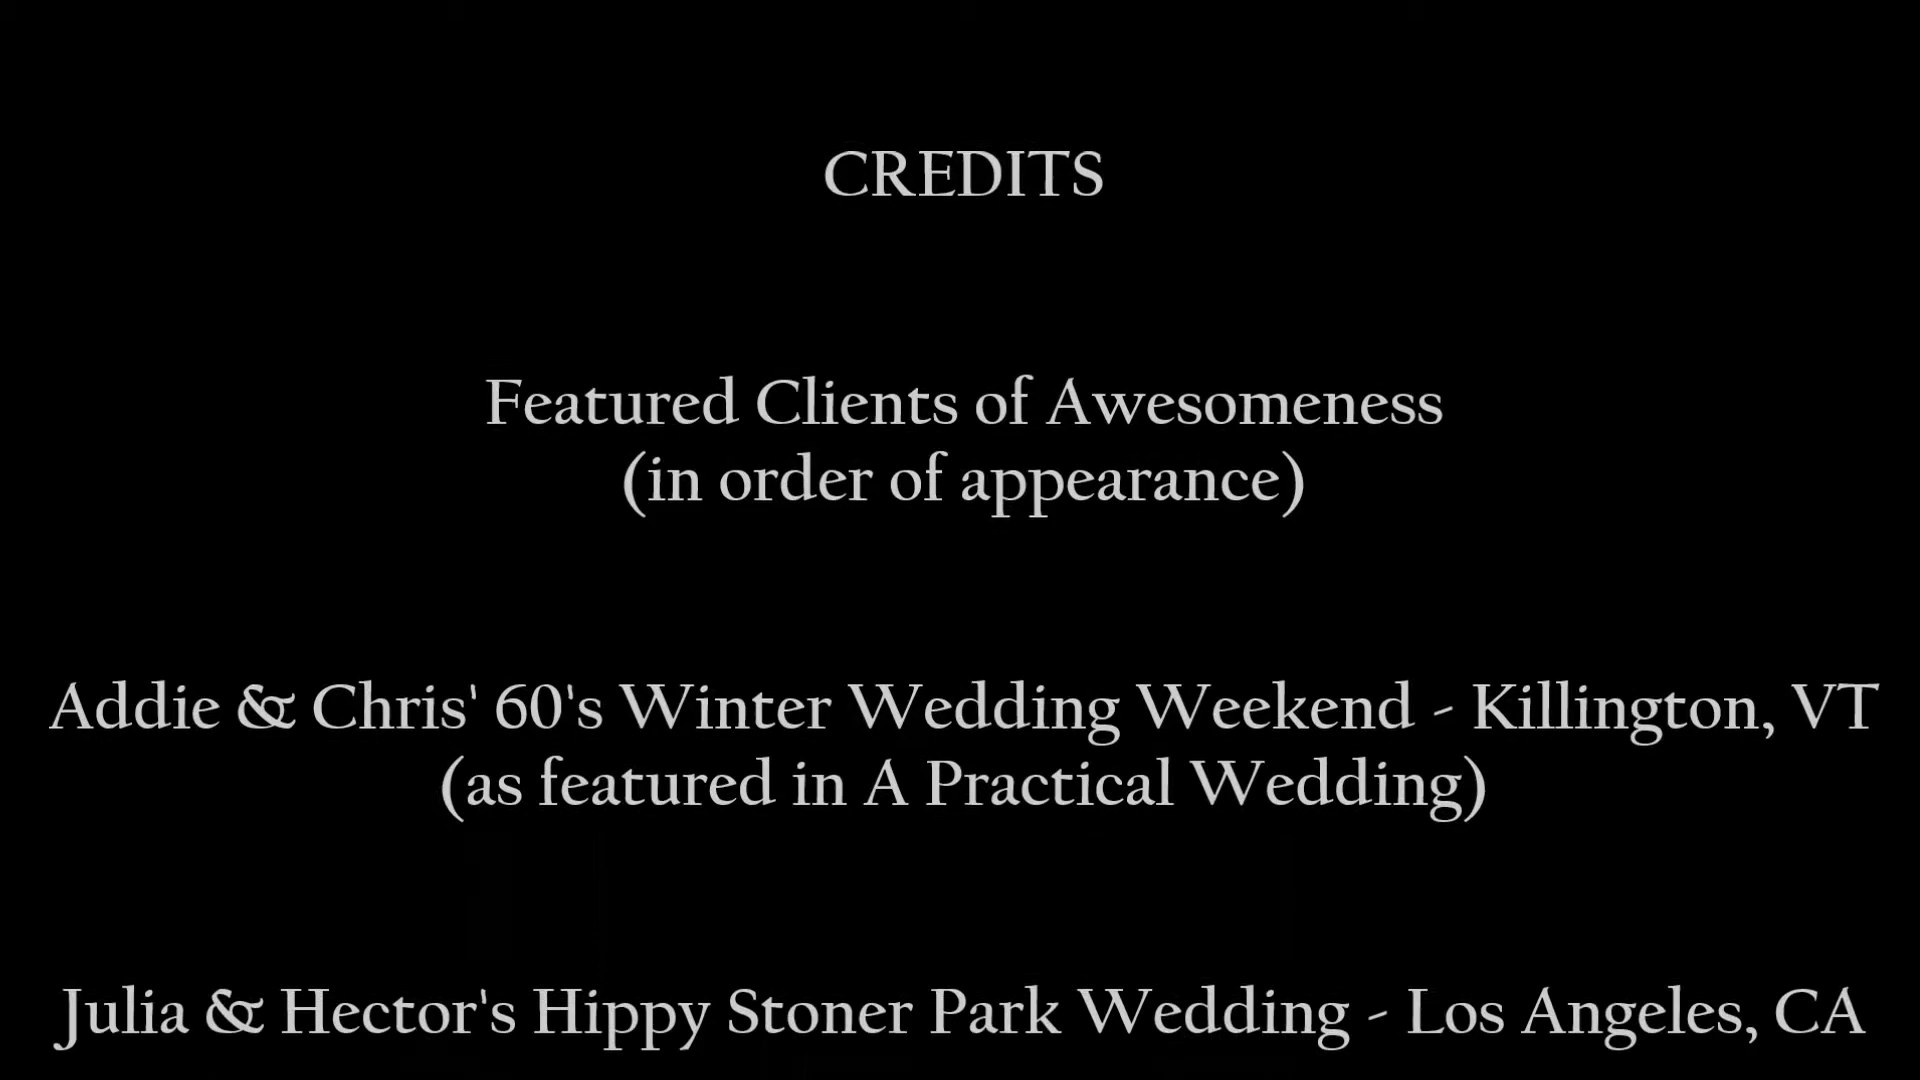 CREDITS
Featured Clients of Awesomeness
(in order of appearance)
Addie & Chris' 60's Winter Wedding Weekend - Killington, VT
(as featured in A Practical Wedding)
Julia & Hector's Hippy Stoner Park Wedding - Los Angeles, CA